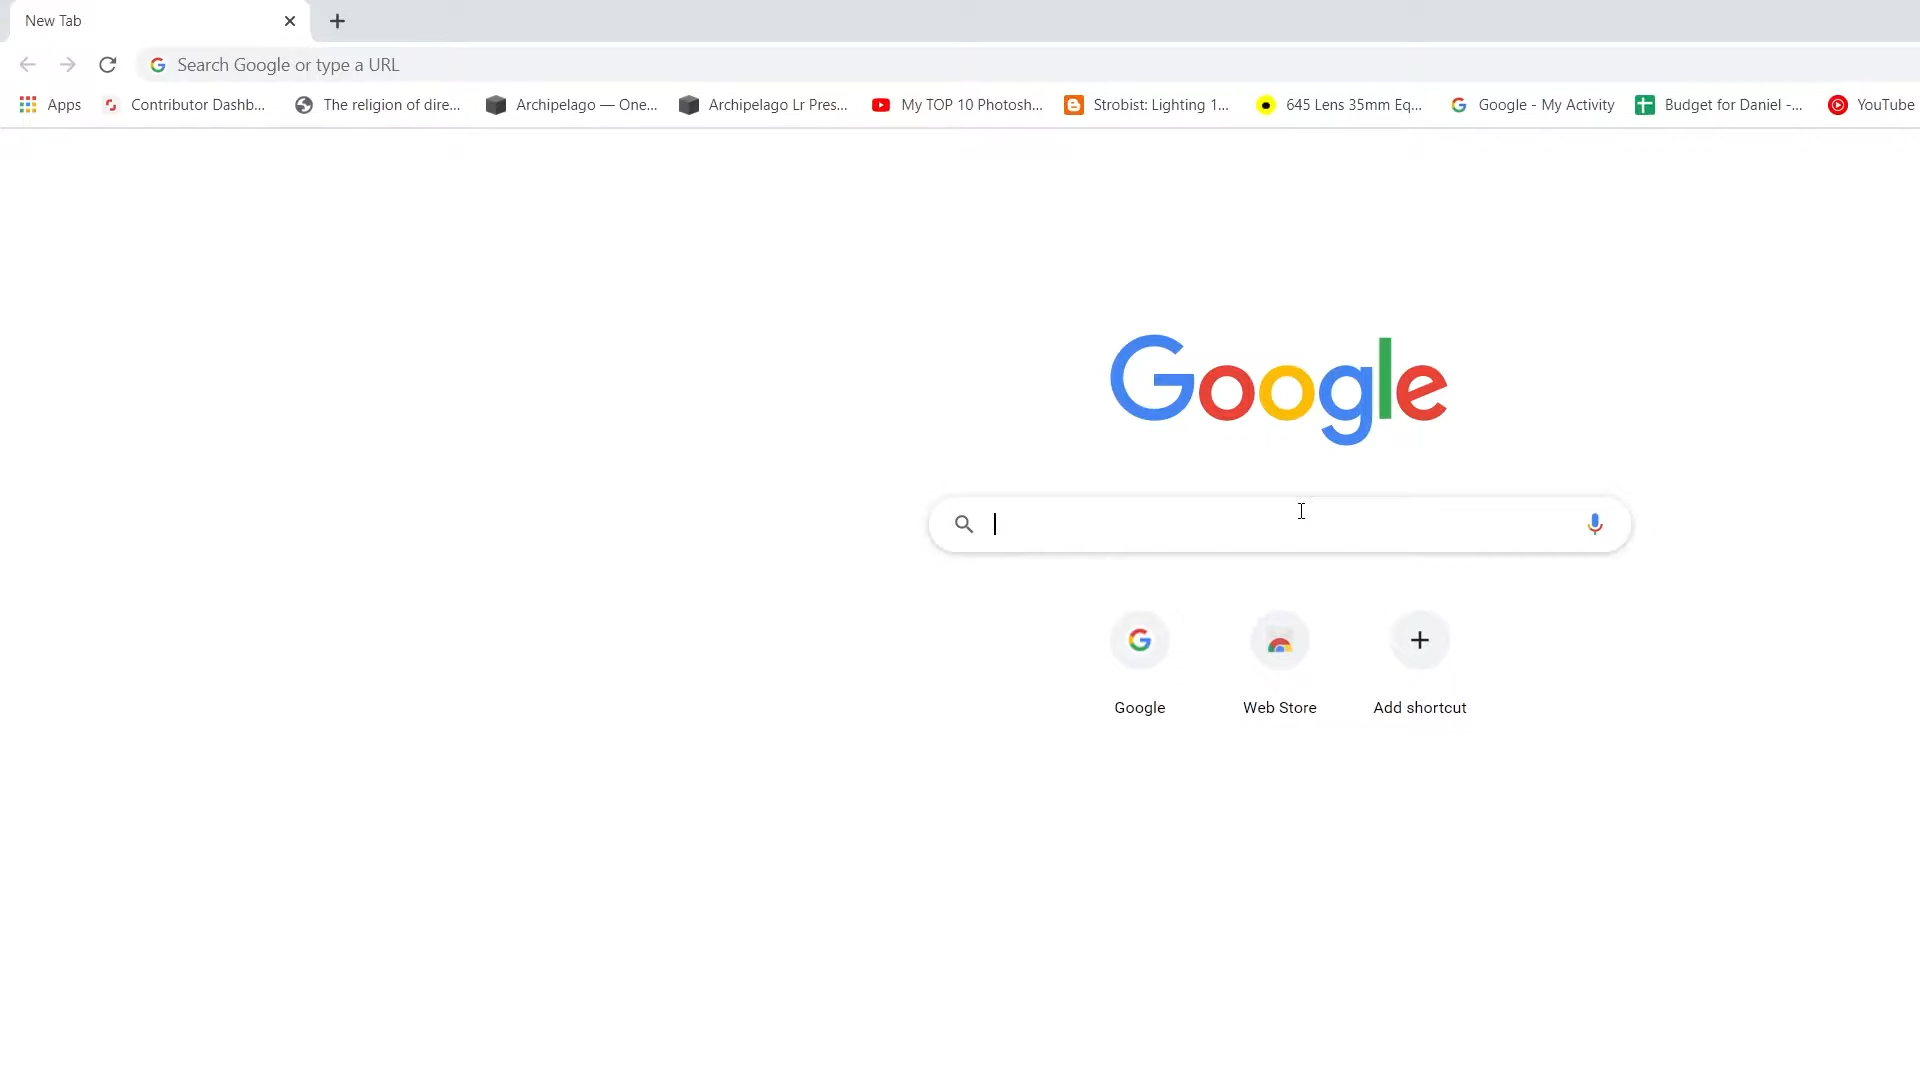 New Tab
Search Google or type a URL
Apps Contributor Dashb... The religion of dire... Archipelago — One... Archipelago Lr Pres... My TOP 10 Photosh... Strobist: Lighting 1... 645 Lens 35mm Eq... Google - My Activity Budget for Daniel -... YouTube
Google
Google Web Store Add shortcut